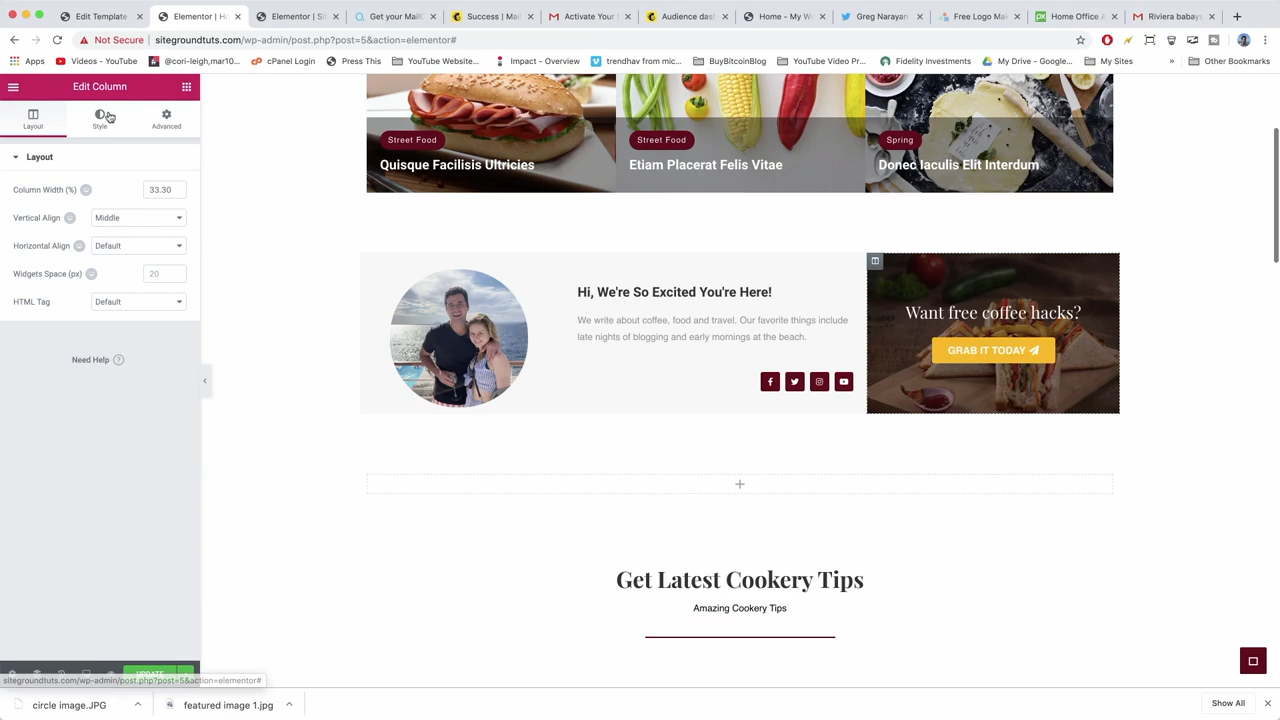 Edit Template
Elementor | Ho
Elementor | Sit
Get your MailC
Success | Mail
Activate Your
Audience das
Home – My W
Greg Narayan
Free Logo Ma
Home Office A
Riviera babay
Not Secure | sitegroundtuts.com/wp-admin/post.php?post=5&action=elementor#
Apps
Videos - YouTube
@cori-leigh,mar10...
cPanel Login
Press This
YouTube Website...
Impact - Overview
trendhav from mic...
BuyBitcoinBlog
YouTube Video Pr...
Fidelity Investments
My Drive - Google...
My Sites
»
Other Bookmarks
Edit Column
Layout
Style
Advanced
Layout
Column Width (%) 33.30
Vertical Align Middle
Horizontal Align Default
Widgets Space (px) 20
HTML Tag Default
Need Help ?
UPDATE
sitegroundtuts.com/wp-admin/post.php?post=5&action=elementor#
Street Food
Quisque Facilisis Ultricies
Street Food
Etiam Placerat Felis Vitae
Spring
Donec Iaculis Elit Interdum
Hi, We're So Excited You're Here!
We write about coffee, food and travel. Our favorite things include
late nights of blogging and early mornings at the beach.
Want free coffee hacks?
GRAB IT TODAY
Get Latest Cookery Tips
Amazing Cookery Tips
circle image.JPG
featured image 1.jpg
Show All